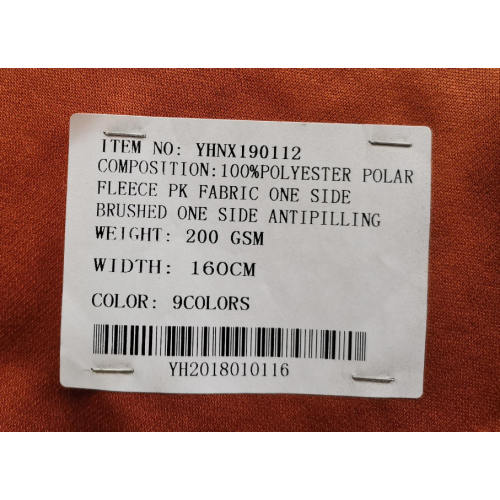 ITEM NO: YHNX190112
COMPOSITION:100%POLYESTER POLAR
FLEECE PK FABRIC ONE SIDE
BRUSHED ONE SIDE ANTIPILLING
WEIGHT: 200 GSM
WIDTH: 160CM
COLOR: 9COLORS
YH2018010116